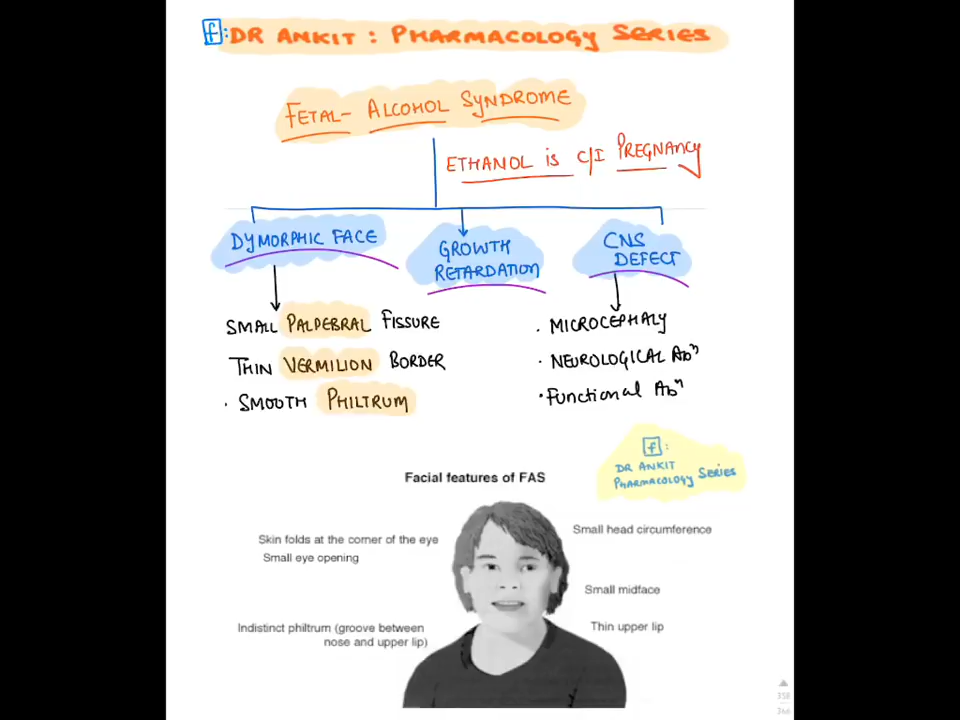 f: DR ANKIT : PHARMACOLOGY SERIES
FETAL- ALCOHOL SYNDROME
ETHANOL is C/I PREGNANCY
DYMORPHIC FACE
GROWTH
RETARDATION
CNS
DEFECT
SMALL PALPEBRAL FISSURE
THIN VERMILION BORDER
· SMOOTH PHILTRUM
· MICROCEPHALY
· NEUROLOGICAL Abⁿ
· Functional Abⁿ
f:
DR ANKIT
PHARMACOLOGY SERIES
Facial features of FAS
Skin folds at the corner of the eye
Small eye opening
Indistinct philtrum (groove between
nose and upper lip)
Small head circumference
Small midface
Thin upper lip